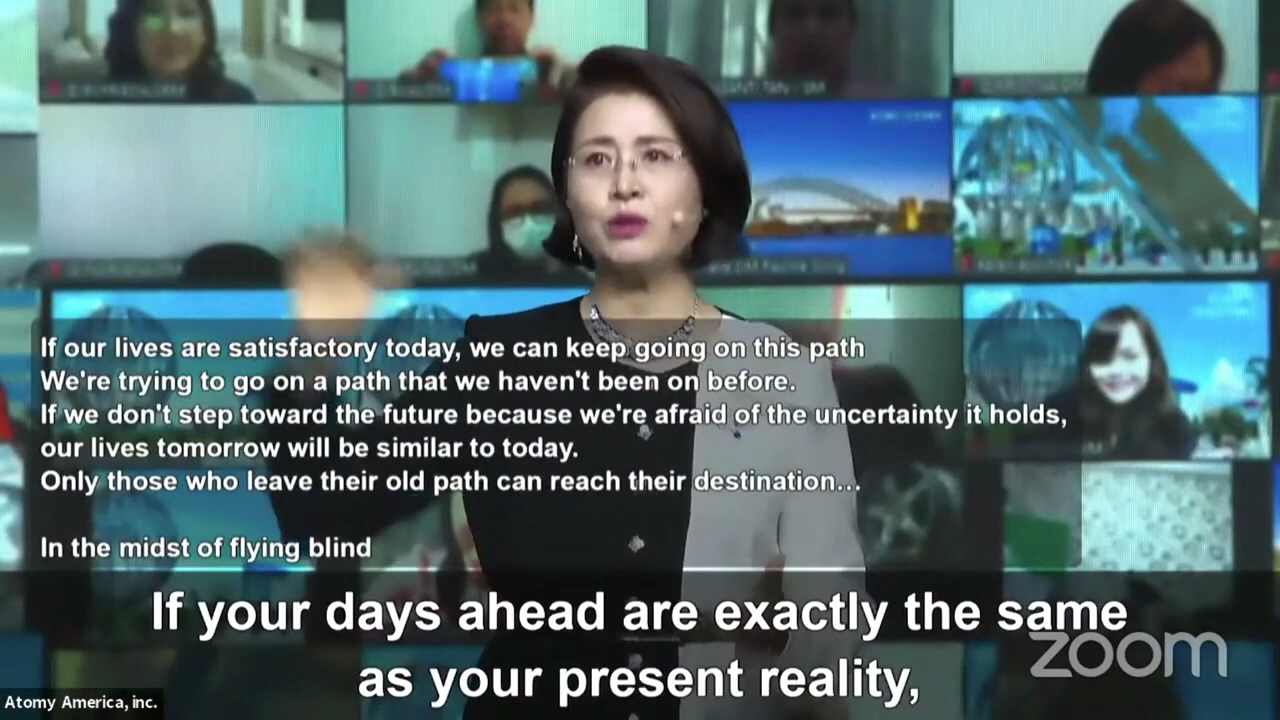 If our lives are satisfactory today, we can keep going on this path
We're trying to go on a path that we haven't been on before.
If we don't step toward the future because we're afraid of the uncertainty it holds,
our lives tomorrow will be similar to today.
Only those who leave their old path can reach their destination...
In the midst of flying blind
If your days ahead are exactly the same
as your present reality,
zoom
Atomy America, inc.